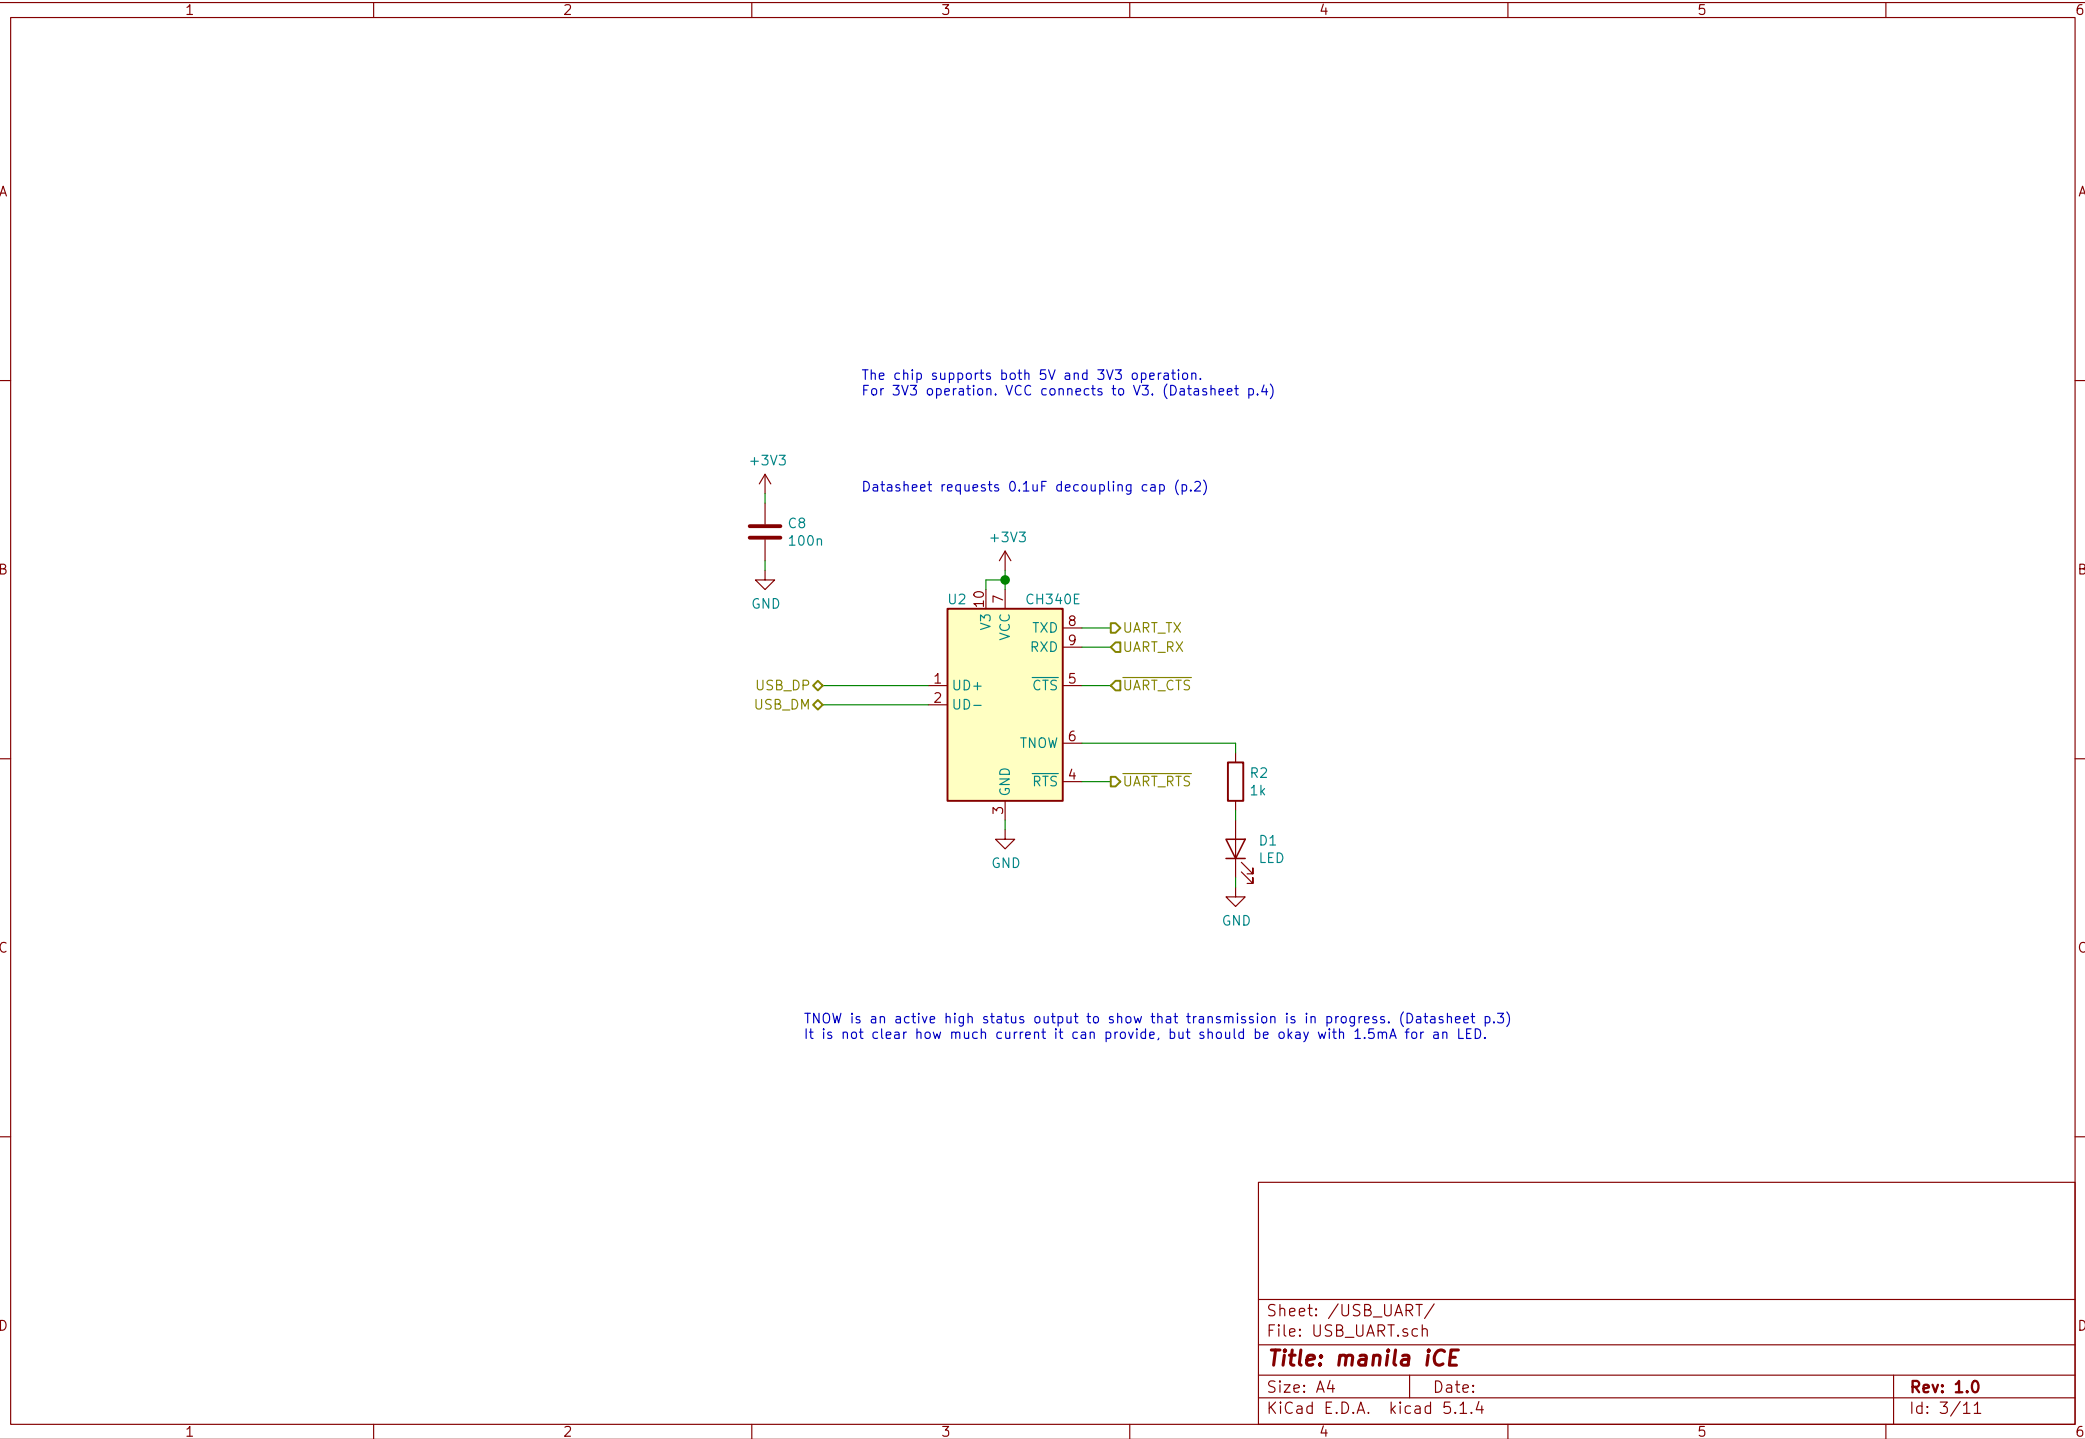 1 2 3 4 5 6
A A
The chip supports both 5V and 3V3 operation.
For 3V3 operation. VCC connects to V3. (Datasheet p.4)
+3V3
Datasheet requests 0.1uF decoupling cap (p.2)
C8
100n
+3V3
B B
GND
U2 10 7 CH340E
V3 VCC
TXD 8 UART_TX
RXD 9 UART_RX
USB_DP 1 UD+ CTS 5 UART_CTS
USB_DM 2 UD-
TNOW 6
GND RTS 4 UART_RTS
R2
1k
3
GND
D1
LED
GND
C C
TNOW is an active high status output to show that transmission is in progress. (Datasheet p.3)
It is not clear how much current it can provide, but should be okay with 1.5mA for an LED.
Sheet: /USB_UART/
File: USB_UART.sch
D D
Title: manila iCE
Size: A4 Date: Rev: 1.0
KiCad E.D.A. kicad 5.1.4 Id: 3/11
1 2 3 4 5 6